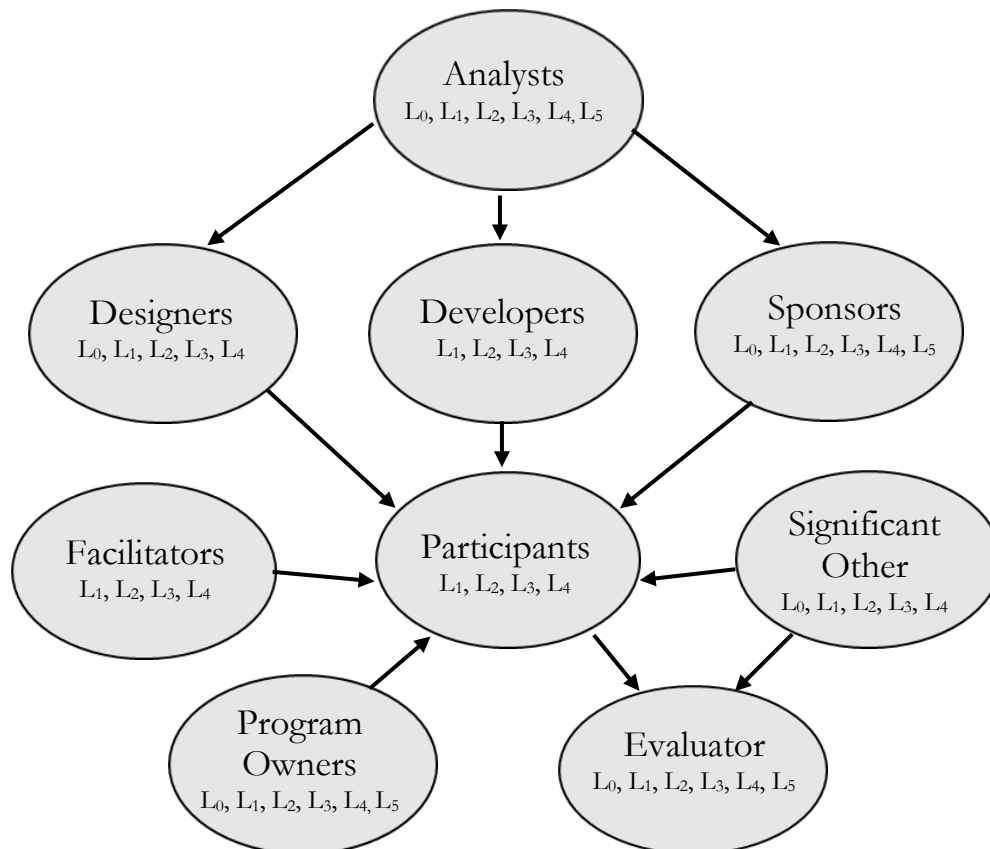 Analysts
L₀, L₁, L₂, L₃, L₄, L₅
Designers
L₀, L₁, L₂, L₃, L₄
Developers
L₁, L₂, L₃, L₄
Sponsors
L₀, L₁, L₂, L₃, L₄, L₅
Facilitators
L₁, L₂, L₃, L₄
Participants
L₁, L₂, L₃, L₄
Significant
Other
L₀, L₁, L₂, L₃, L₄
Program
Owners
L₀, L₁, L₂, L₃, L₄, L₅
Evaluator
L₀, L₁, L₂, L₃, L₄, L₅